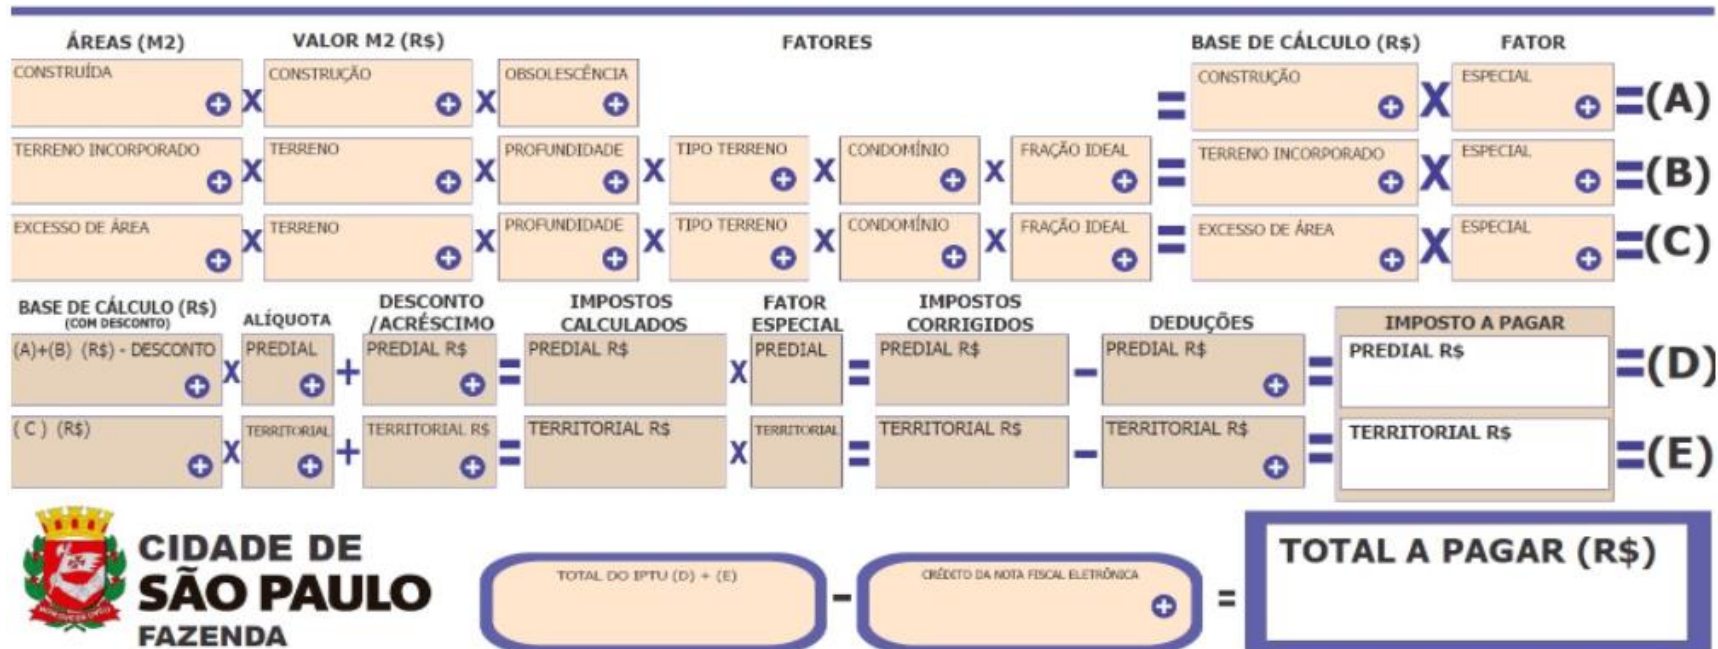 ÁREAS (M2) VALOR M2 (R$) FATORES BASE DE CÁLCULO (R$) FATOR
CONSTRUÍDA CONSTRUÇÃO OBSOLESCÊNCIA CONSTRUÇÃO ESPECIAL
X X = X =(A)
TERRENO INCORPORADO TERRENO PROFUNDIDADE TIPO TERRENO CONDOMÍNIO FRAÇÃO IDEAL TERRENO INCORPORADO ESPECIAL
X X X X X = X =(B)
EXCESSO DE ÁREA TERRENO PROFUNDIDADE TIPO TERRENO CONDOMÍNIO FRAÇÃO IDEAL EXCESSO DE ÁREA ESPECIAL
X X X X X = X =(C)
BASE DE CÁLCULO (R$) (COM DESCONTO) ALÍQUOTA DESCONTO /ACRÉSCIMO IMPOSTOS CALCULADOS FATOR ESPECIAL IMPOSTOS CORRIGIDOS DEDUÇÕES IMPOSTO A PAGAR
(A)+(B) (R$) - DESCONTO PREDIAL PREDIAL R$ PREDIAL R$ PREDIAL PREDIAL R$ PREDIAL R$ PREDIAL R$
X + = X = - = =(D)
( C ) (R$) TERRITORIAL TERRITORIAL R$ TERRITORIAL R$ TERRITORIAL TERRITORIAL R$ TERRITORIAL R$ TERRITORIAL R$
X + = X = - = =(E)
CIDADE DE
SÃO PAULO
FAZENDA
TOTAL DO IPTU (D) + (E) - CRÉDITO DA NOTA FISCAL ELETRÔNICA = TOTAL A PAGAR (R$)